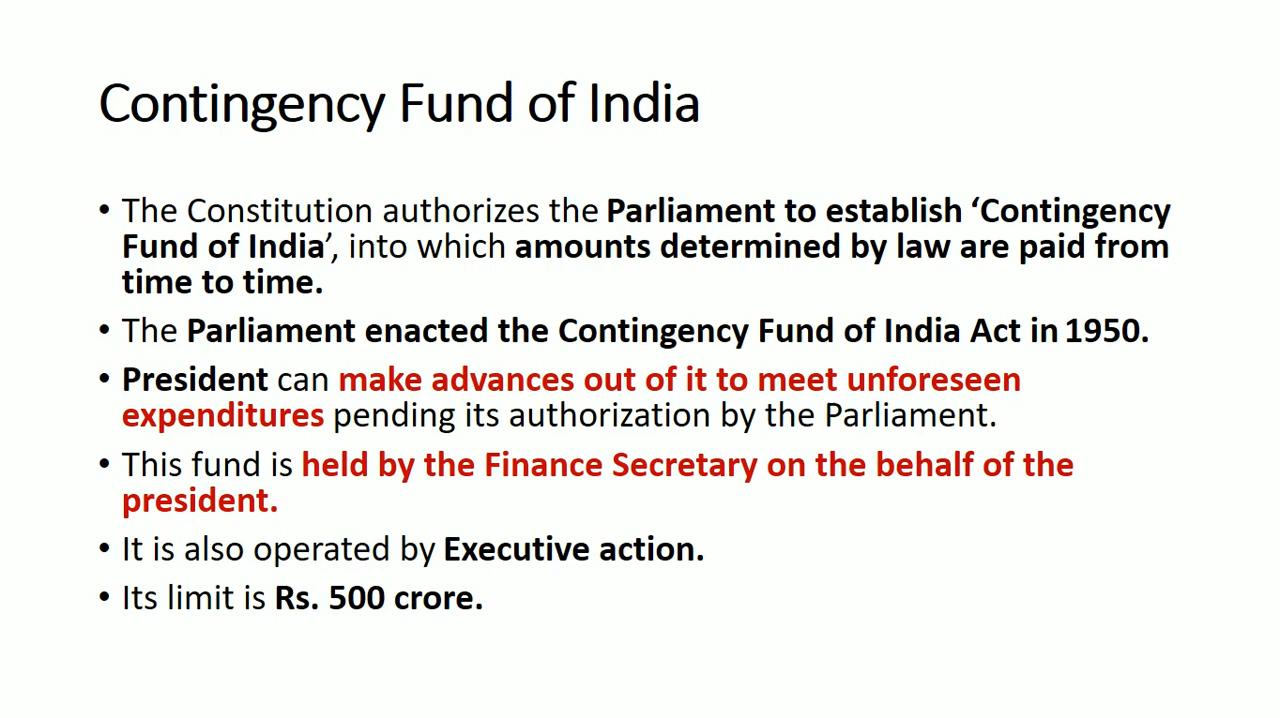 Contingency Fund of India
• The Constitution authorizes the Parliament to establish ‘Contingency
Fund of India’, into which amounts determined by law are paid from
time to time.
• The Parliament enacted the Contingency Fund of India Act in 1950.
• President can make advances out of it to meet unforeseen
expenditures pending its authorization by the Parliament.
• This fund is held by the Finance Secretary on the behalf of the
president.
• It is also operated by Executive action.
• Its limit is Rs. 500 crore.